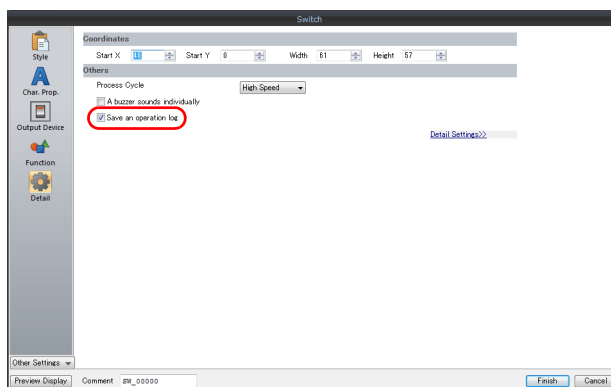 Switch
Style
Char. Prop.
Output Device
Function
Detail
Other Settings
Coordinates
Start X 46 Start Y 0 Width 61 Height 57
Others
Process Cycle High Speed
A buzzer sounds individually
Save an operation log
Detail Settings>>
Preview Display Comment SW_00000 Finish Cancel